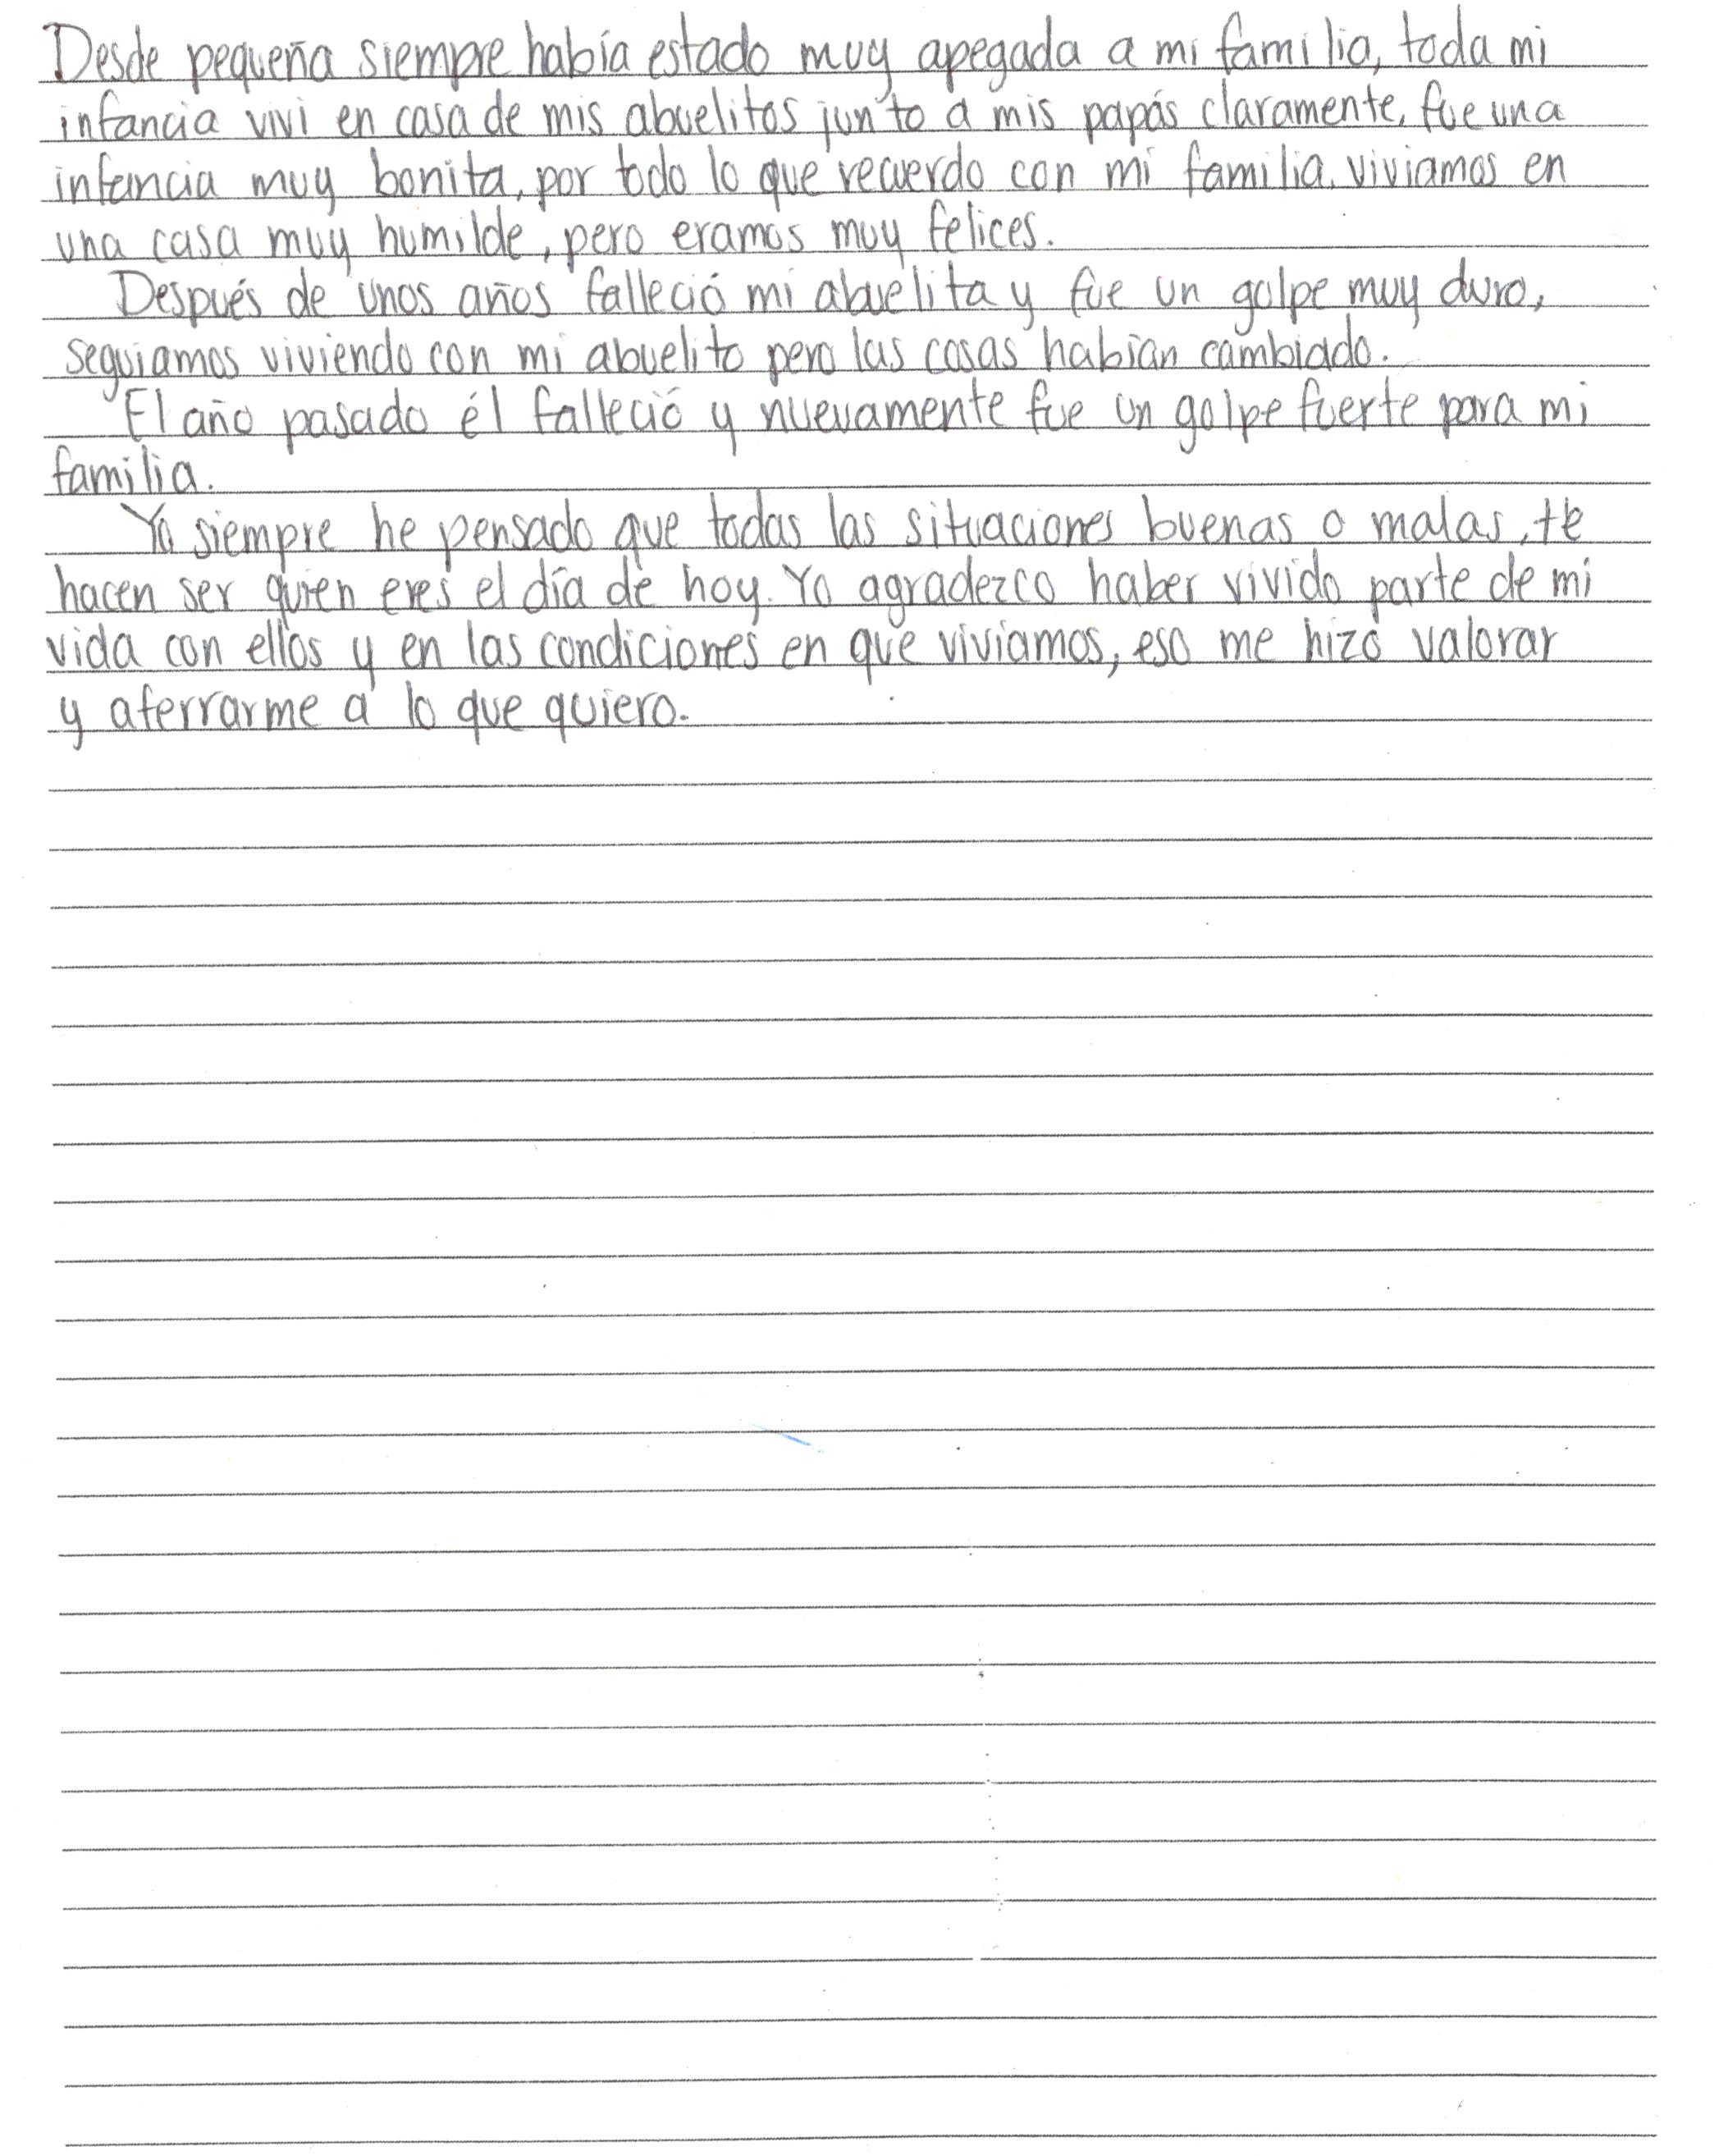 Desde pequeña siempre había estado muy apegada a mi familia, toda mi
infancia vivi en casa de mis abuelitos junto a mis papás claramente, fue una
infancia muy bonita, por todo lo que recuerdo con mi familia. viviamos en
una casa muy humilde, pero eramos muy felices.
Después de unos años falleció mi abuelita y fue un golpe muy duro,
seguiamos viviendo con mi abuelito pero las cosas habían cambiado.
El año pasado él falleció y nuevamente fue un golpe fuerte para mi
familia.
Yo siempre he pensado que todas las situaciones buenas o malas, te
hacen ser quien eres el día de hoy. Yo agradezco haber vivido parte de mi
vida con ellos y en las condiciones en que viviamos, eso me hizo valorar
y aferrarme a lo que quiero.